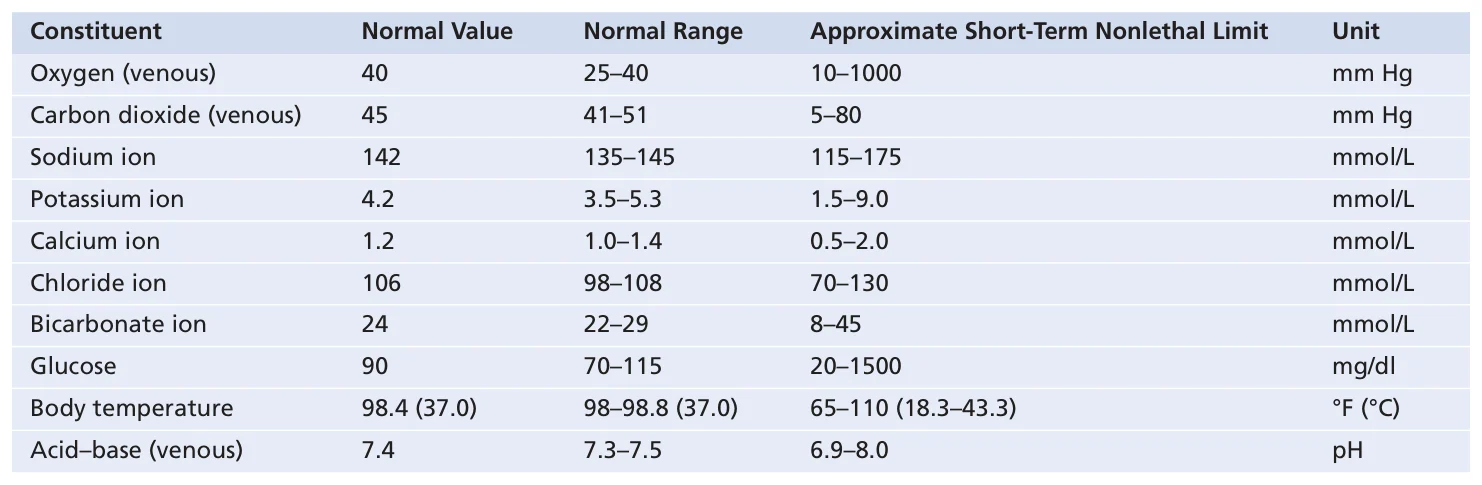 Constituent Normal Value Normal Range Approximate Short-Term Nonlethal Limit Unit
Oxygen (venous) 40 25–40 10–1000 mm Hg
Carbon dioxide (venous) 45 41–51 5–80 mm Hg
Sodium ion 142 135–145 115–175 mmol/L
Potassium ion 4.2 3.5–5.3 1.5–9.0 mmol/L
Calcium ion 1.2 1.0–1.4 0.5–2.0 mmol/L
Chloride ion 106 98–108 70–130 mmol/L
Bicarbonate ion 24 22–29 8–45 mmol/L
Glucose 90 70–115 20–1500 mg/dl
Body temperature 98.4 (37.0) 98–98.8 (37.0) 65–110 (18.3–43.3) °F (°C)
Acid–base (venous) 7.4 7.3–7.5 6.9–8.0 pH